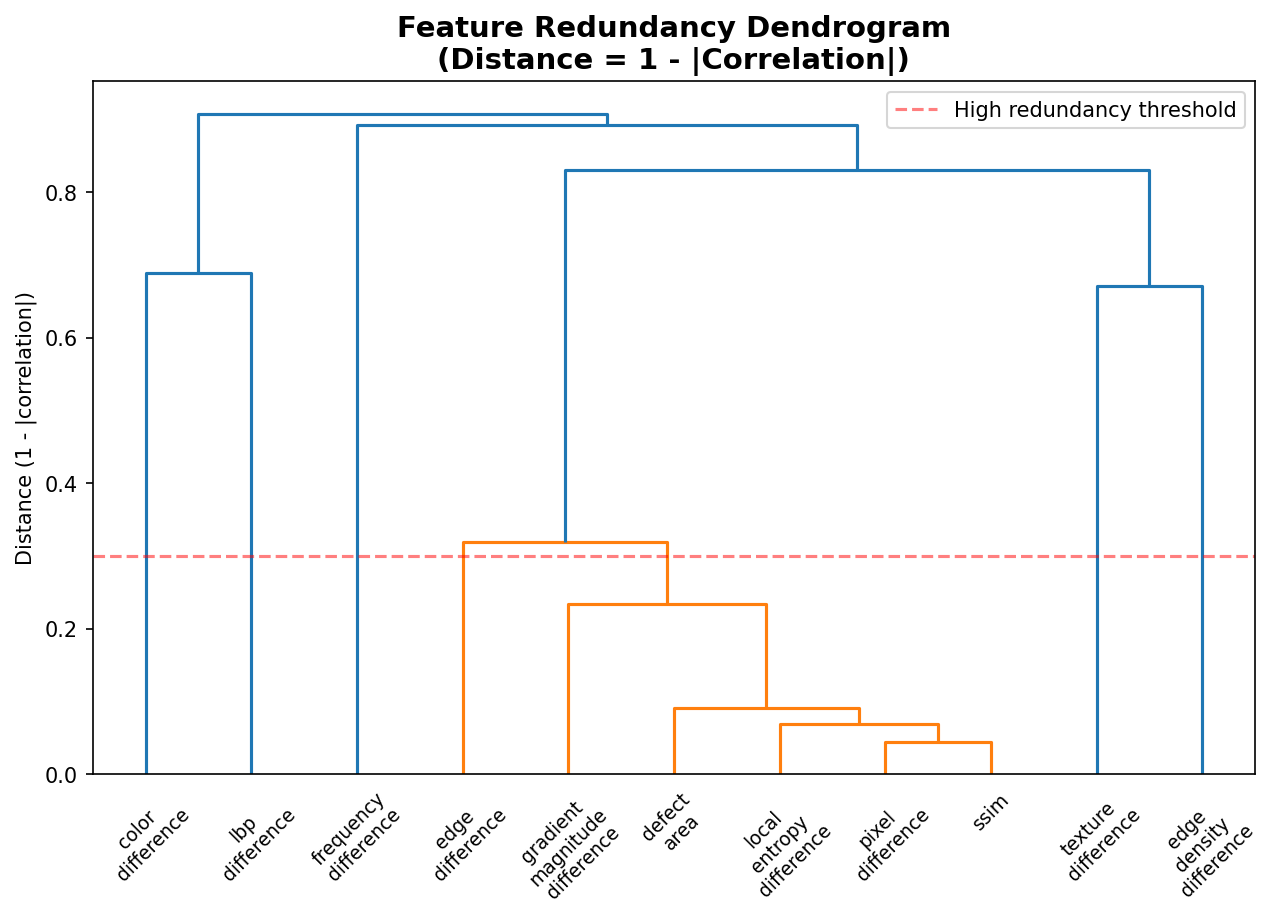 Feature Redundancy Dendrogram
(Distance = 1 - |Correlation|)
High redundancy threshold
Distance (1 - |correlation|)
0.8
0.6
0.4
0.2
0.0
color
difference
lbp
difference
frequency
difference
edge
difference
gradient
magnitude
difference
defect
area
local
entropy
difference
pixel
difference
ssim
texture
difference
edge
density
difference